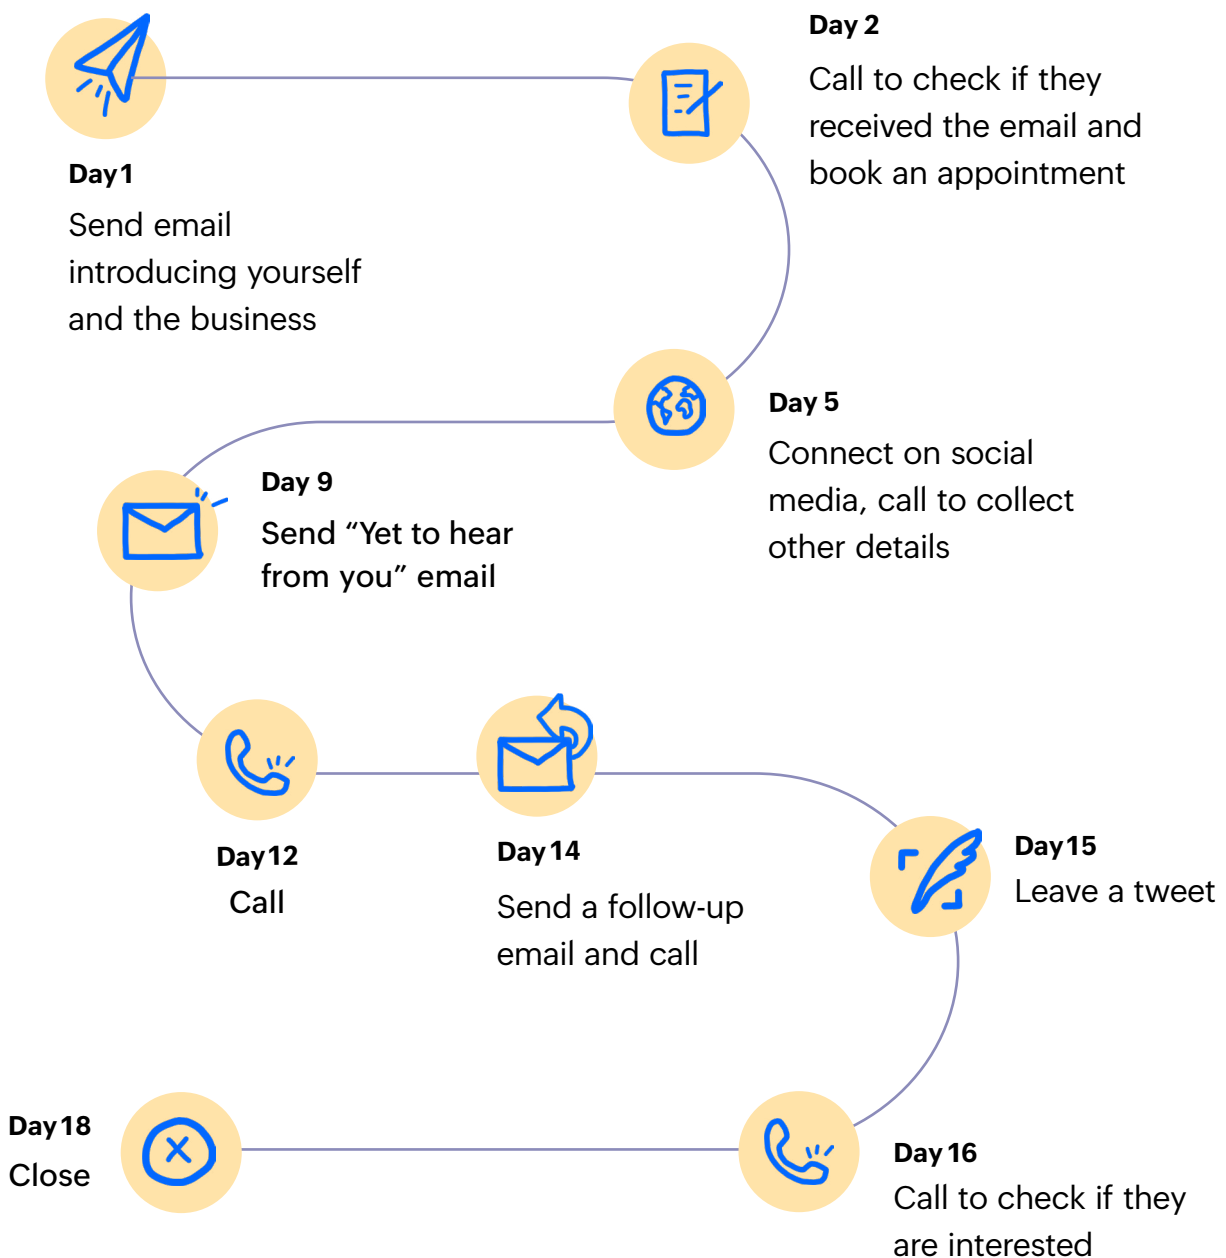 Day 1
Send email
introducing yourself
and the business
Day 2
Call to check if they
received the email and
book an appointment
Day 5
Connect on social
media, call to collect
other details
Day 9
Send “Yet to hear
from you” email
Day 12
Call
Day 14
Send a follow-up
email and call
Day 15
Leave a tweet
Day 16
Call to check if they
are interested
Day 18
Close